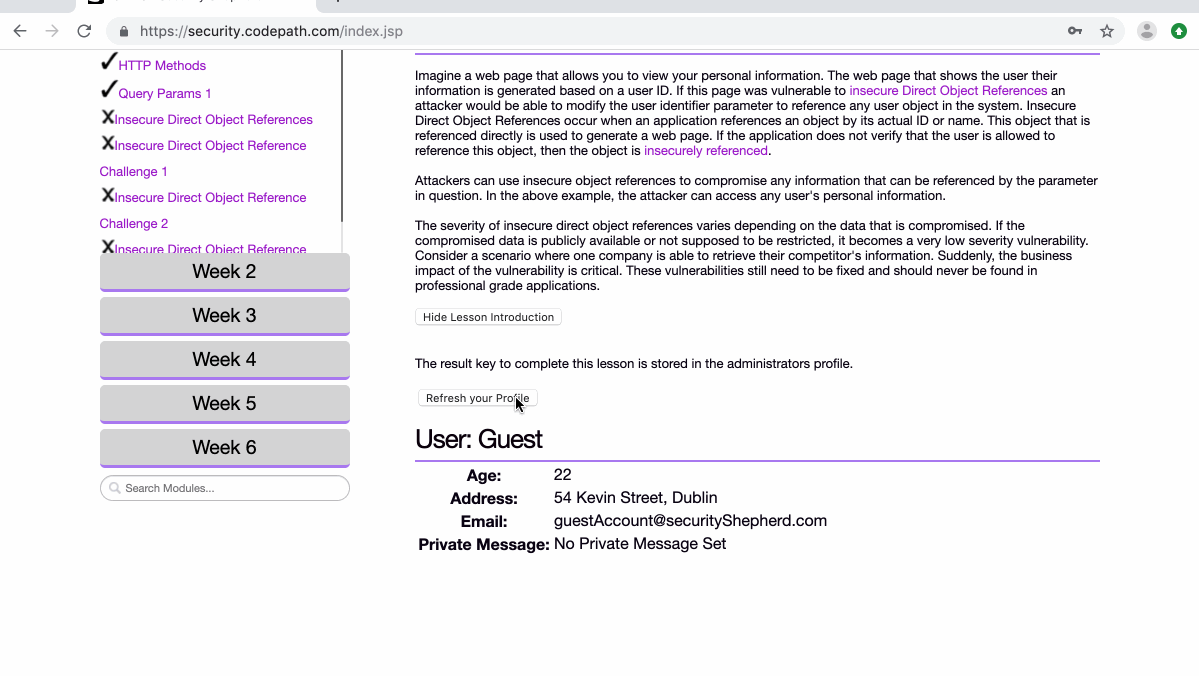 https://security.codepath.com/index.jsp
HTTP Methods
Query Params 1
XInsecure Direct Object References
XInsecure Direct Object Reference
Challenge 1
XInsecure Direct Object Reference
Challenge 2
XInsecure Direct Object Reference
Week 2
Week 3
Week 4
Week 5
Week 6
Search Modules...
Imagine a web page that allows you to view your personal information. The web page that shows the user their
information is generated based on a user ID. If this page was vulnerable to insecure Direct Object References an
attacker would be able to modify the user identifier parameter to reference any user object in the system. Insecure
Direct Object References occur when an application references an object by its actual ID or name. This object that is
referenced directly is used to generate a web page. If the application does not verify that the user is allowed to
reference this object, then the object is insecurely referenced.
Attackers can use insecure object references to compromise any information that can be referenced by the parameter
in question. In the above example, the attacker can access any user's personal information.
The severity of insecure direct object references varies depending on the data that is compromised. If the
compromised data is publicly available or not supposed to be restricted, it becomes a very low severity vulnerability.
Consider a scenario where one company is able to retrieve their competitor's information. Suddenly, the business
impact of the vulnerability is critical. These vulnerabilities still need to be fixed and should never be found in
professional grade applications.
Hide Lesson Introduction
The result key to complete this lesson is stored in the administrators profile.
Refresh your Profile
User: Guest
Age: 22
Address: 54 Kevin Street, Dublin
Email: guestAccount@securityShepherd.com
Private Message: No Private Message Set